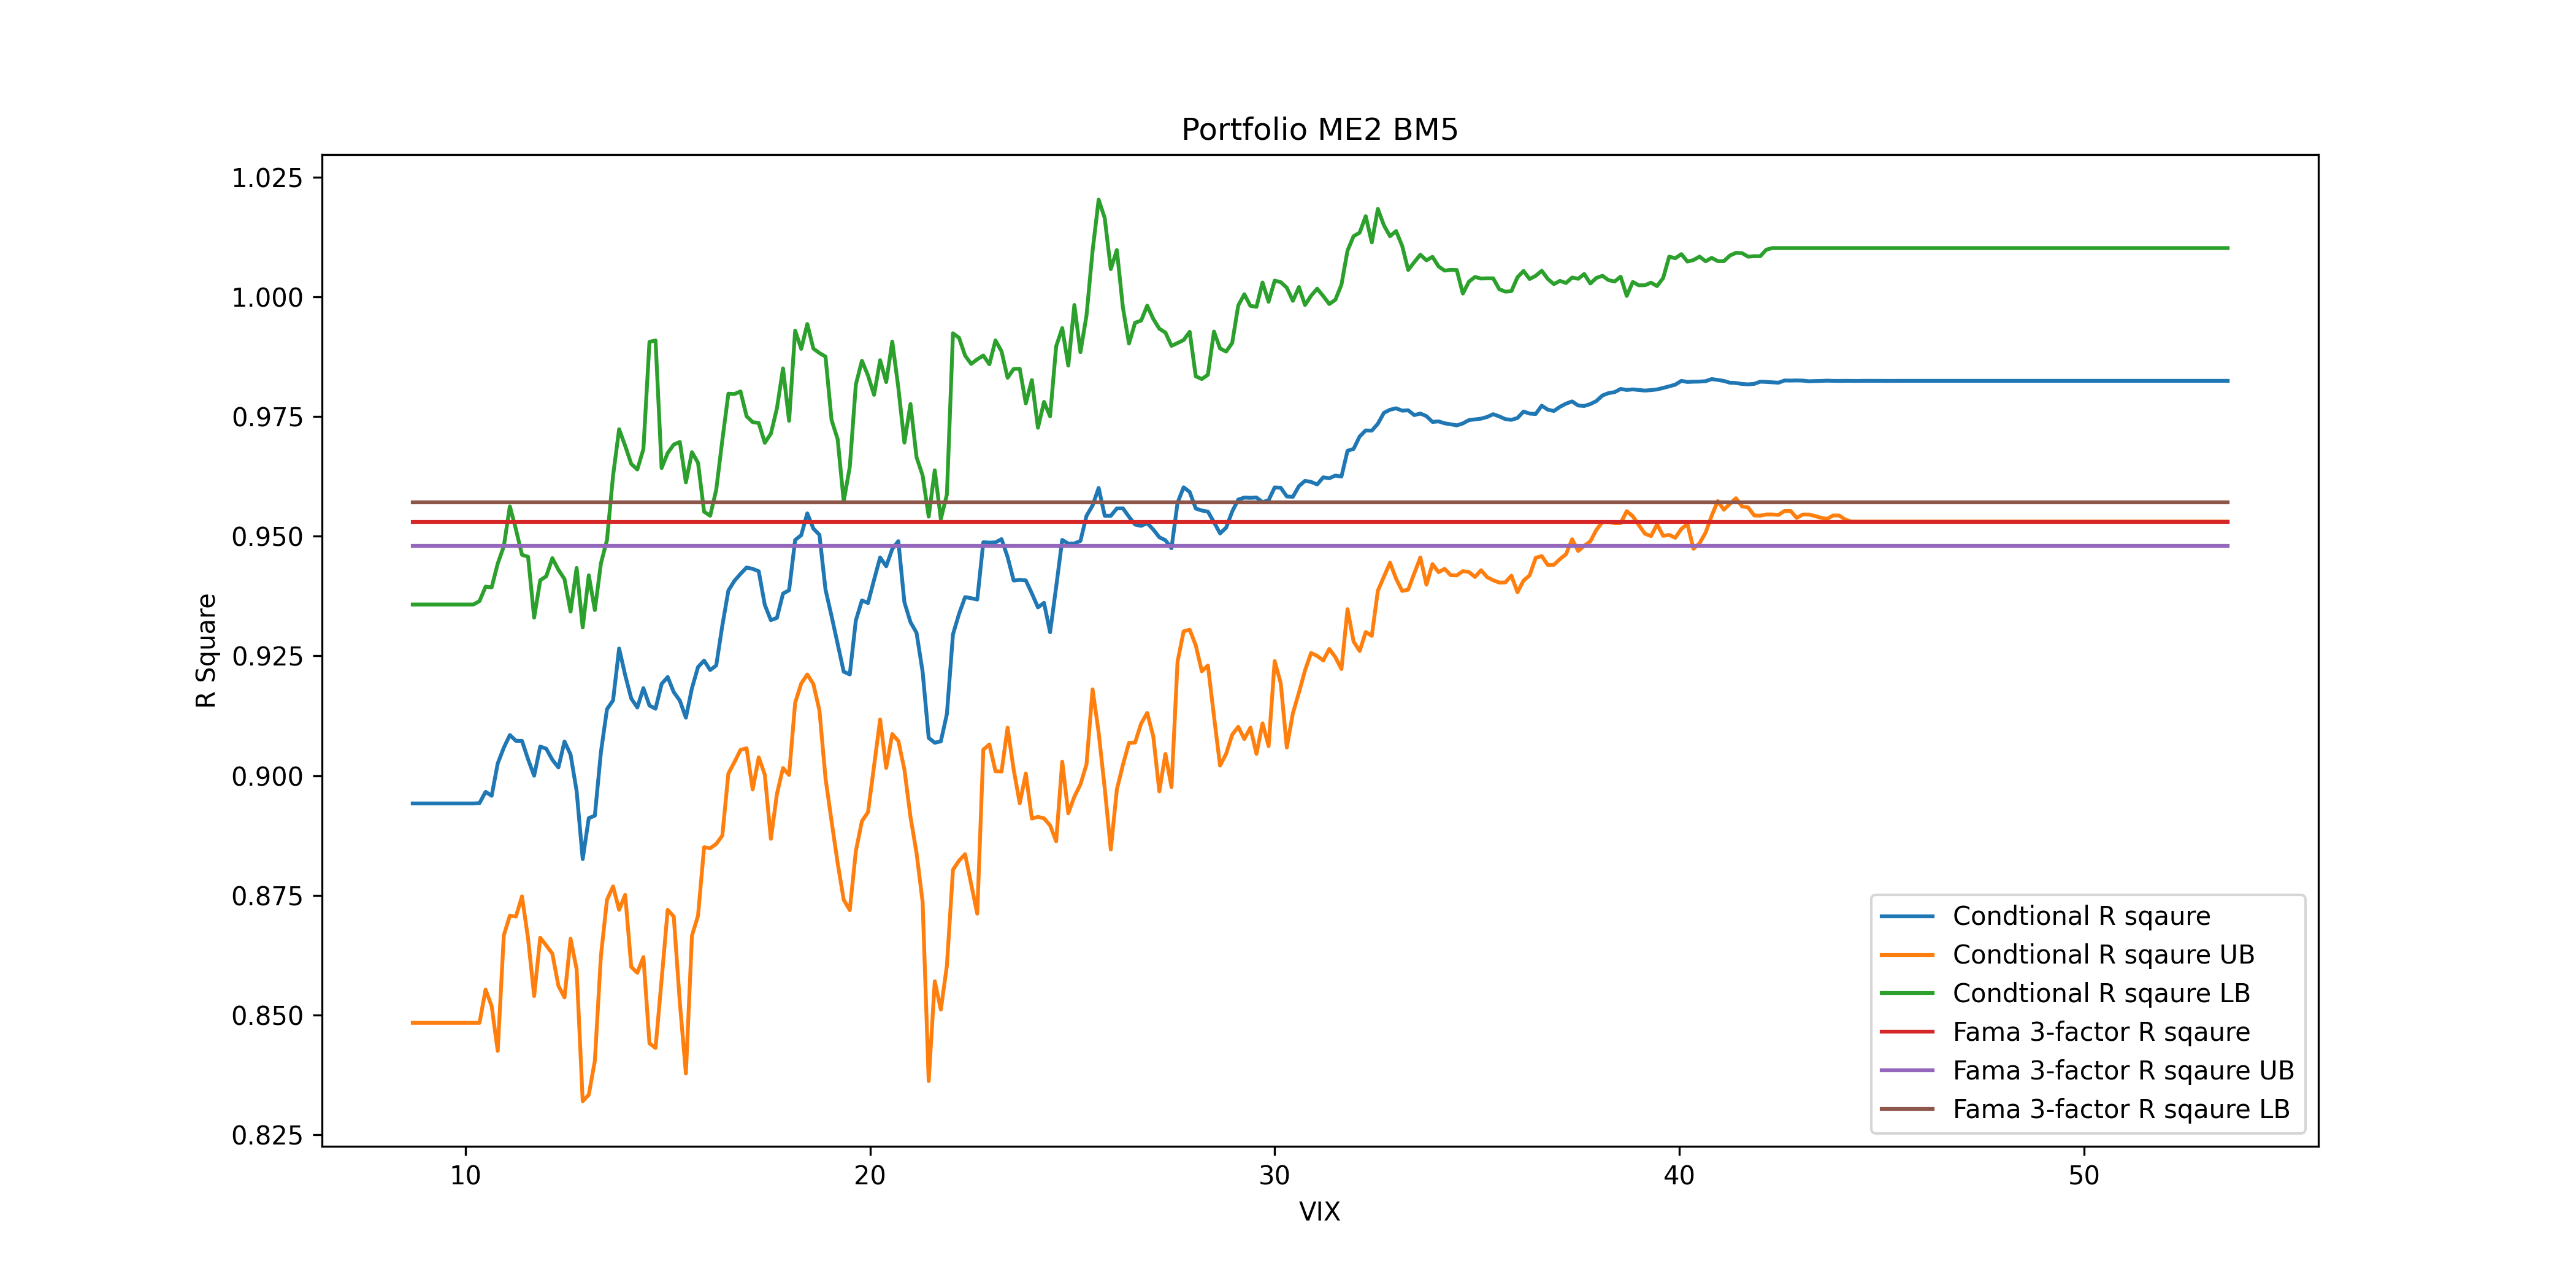 Portfolio ME2 BM5
1.025
1.000
0.975
0.950
0.925
0.900
0.875
0.850
0.825
R Square
10 20 30 40 50
VIX
Condtional R sqaure
Condtional R sqaure UB
Condtional R sqaure LB
Fama 3-factor R sqaure
Fama 3-factor R sqaure UB
Fama 3-factor R sqaure LB